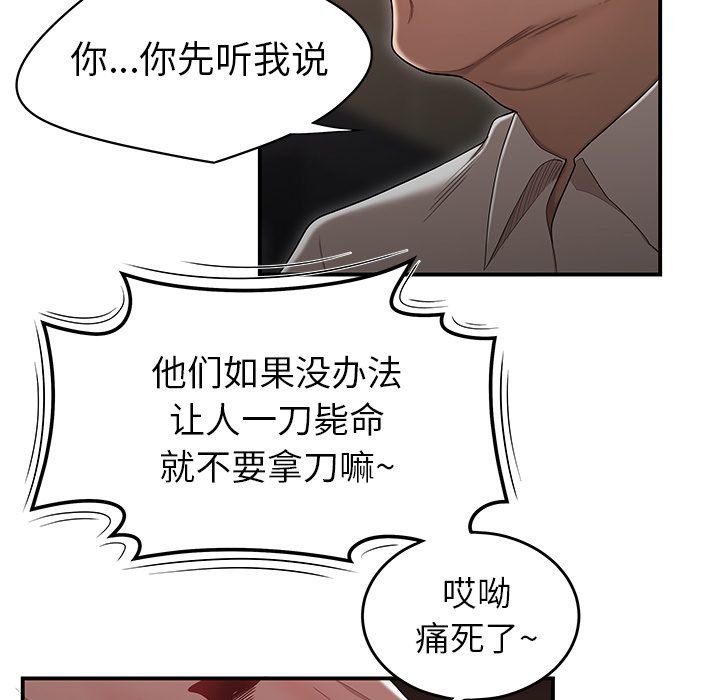 你...你先听我说
他们如果没办法
让人一刀毙命
就不要拿刀嘛~
哎呦
痛死了~